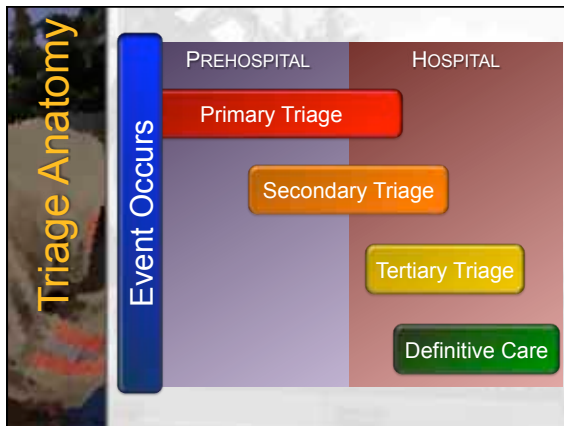 Triage Anatomy
Event Occurs
PREHOSPITAL
HOSPITAL
Primary Triage
Secondary Triage
Tertiary Triage
Definitive Care